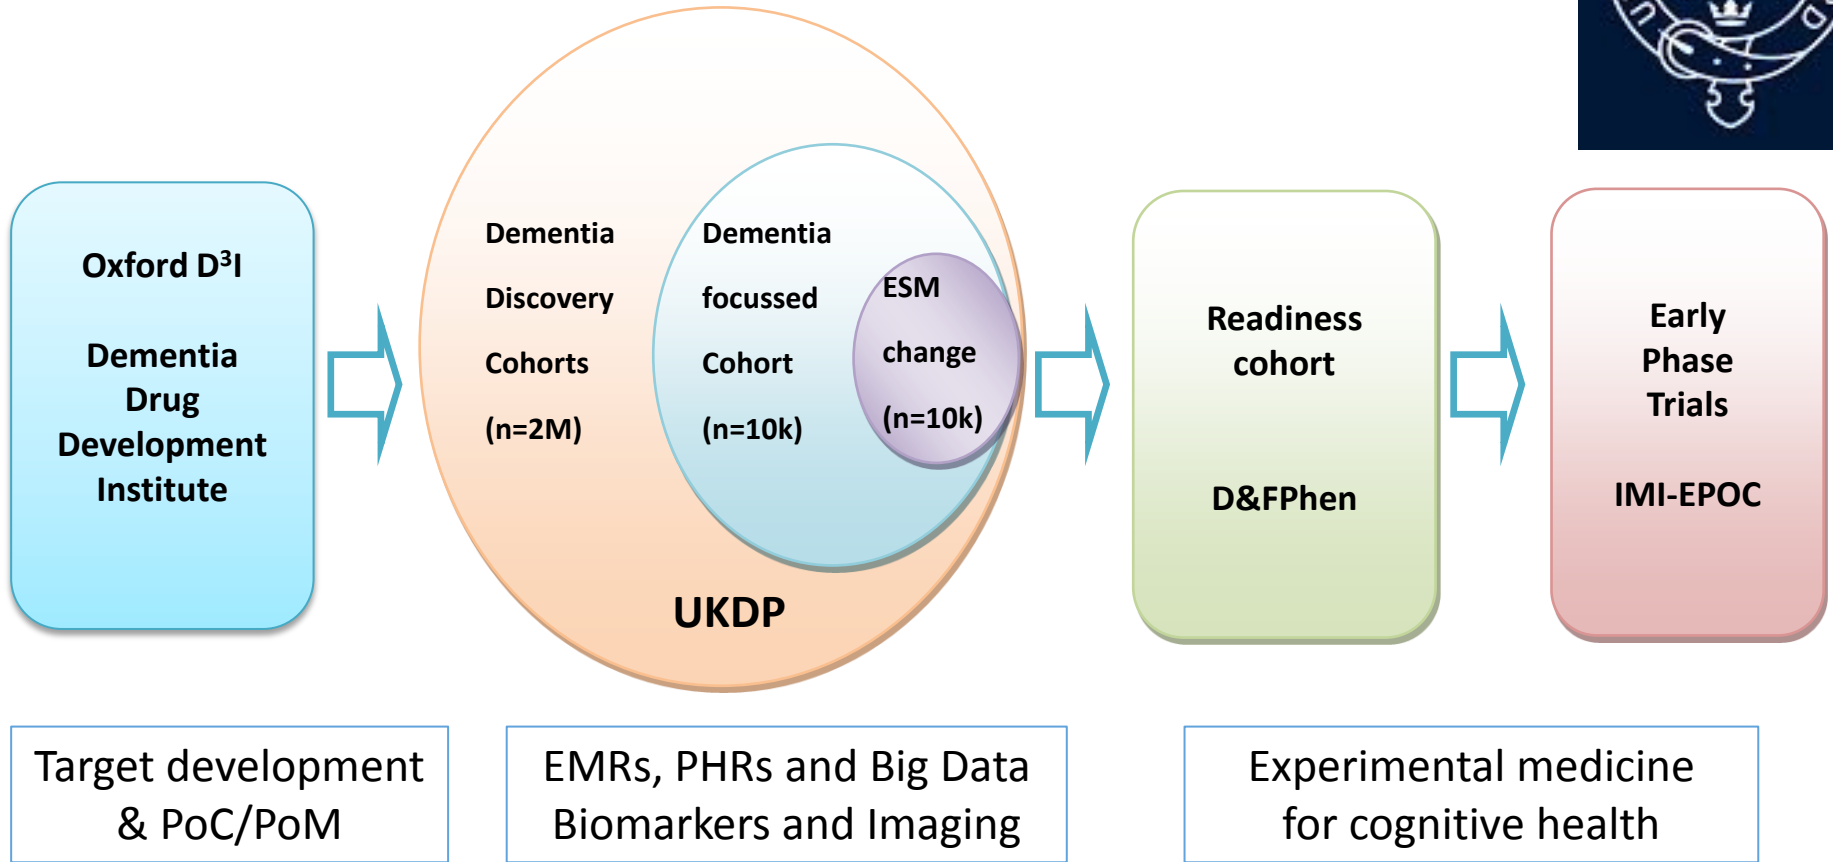 Oxford D³I
Dementia
Drug
Development
Institute
Dementia
Discovery
Cohorts
(n=2M)
Dementia
focussed
Cohort
(n=10k)
ESM
change
(n=10k)
UKDP
Readiness
cohort
D&FPhen
Early
Phase
Trials
IMI-EPOC
Target development
& PoC/PoM
EMRs, PHRs and Big Data
Biomarkers and Imaging
Experimental medicine
for cognitive health